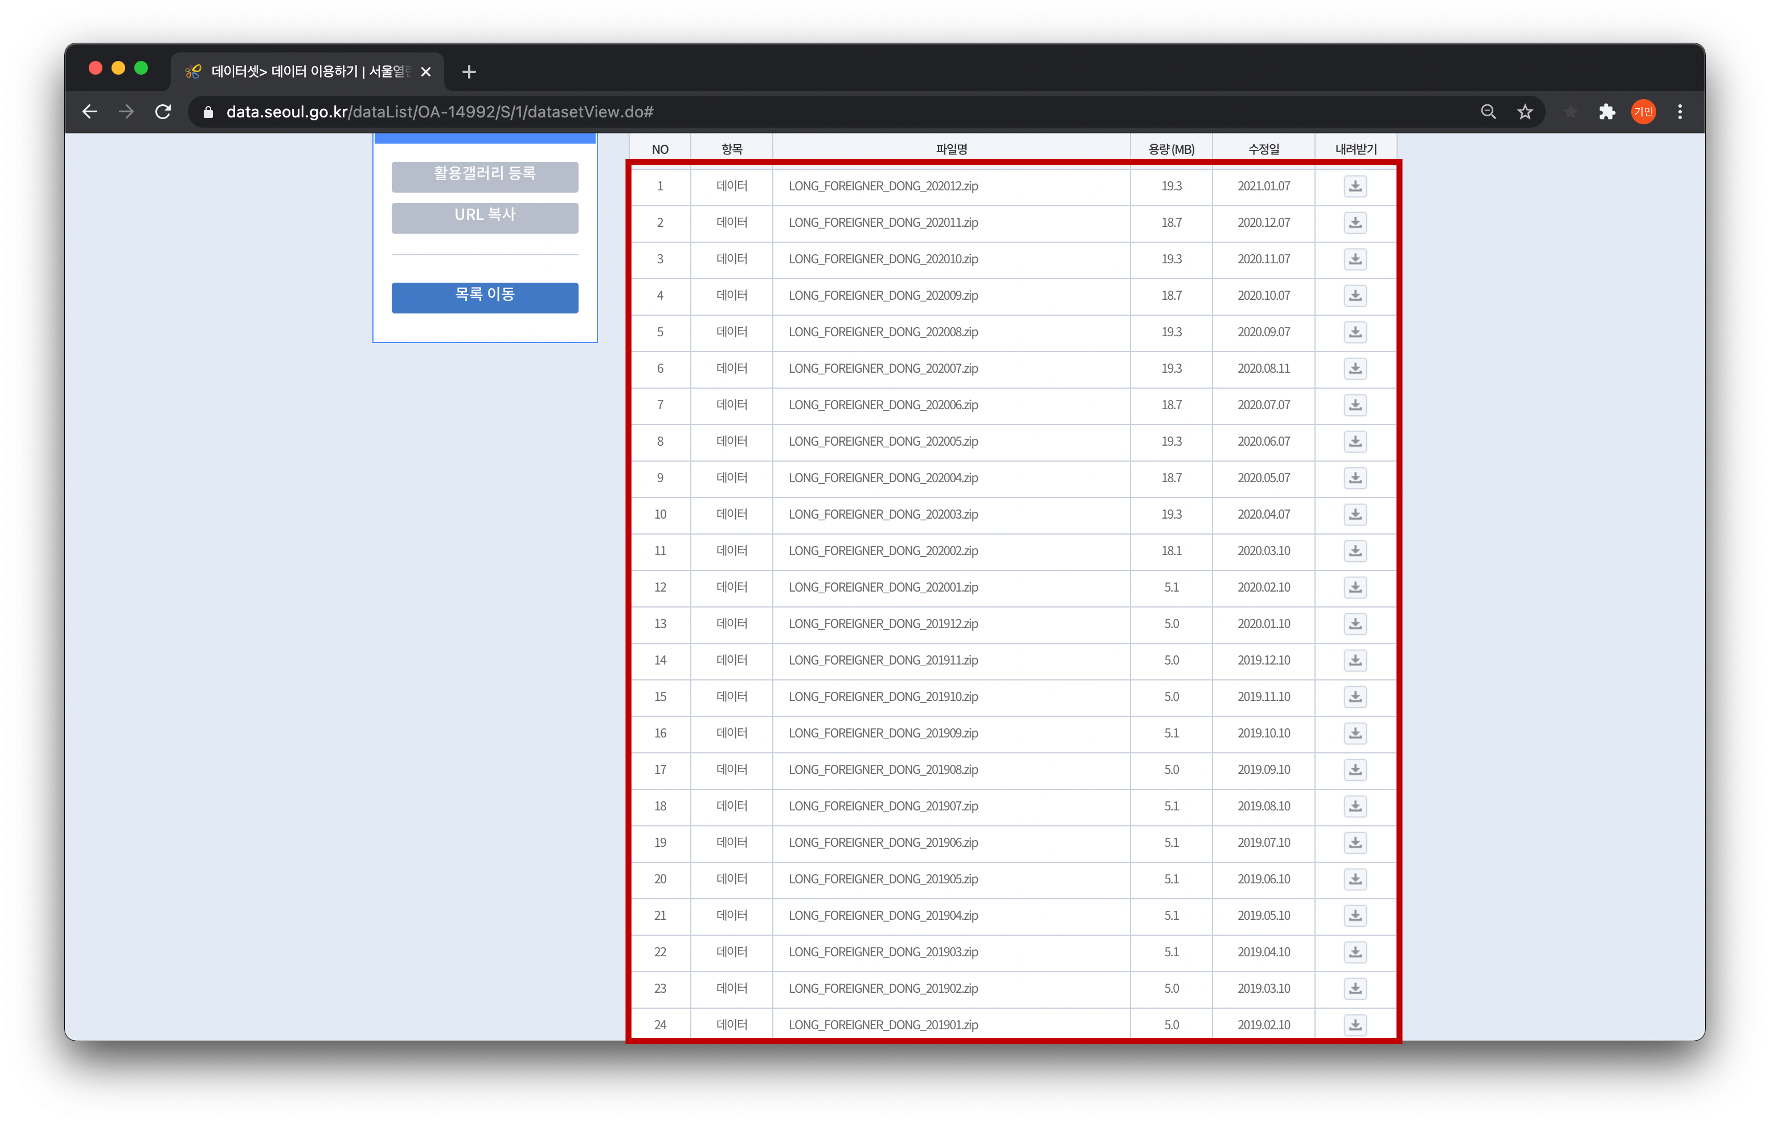 데이터셋> 데이터 이용하기 | 서울열
data.seoul.go.kr/dataList/OA-14992/S/1/datasetView.do#
기민
활용갤러리 등록
URL 복사
목록 이동
NO 항목 파일명 용량 (MB) 수정일 내려받기
1 데이터 LONG_FOREIGNER_DONG_202012.zip 19.3 2021.01.07
2 데이터 LONG_FOREIGNER_DONG_202011.zip 18.7 2020.12.07
3 데이터 LONG_FOREIGNER_DONG_202010.zip 19.3 2020.11.07
4 데이터 LONG_FOREIGNER_DONG_202009.zip 18.7 2020.10.07
5 데이터 LONG_FOREIGNER_DONG_202008.zip 19.3 2020.09.07
6 데이터 LONG_FOREIGNER_DONG_202007.zip 19.3 2020.08.11
7 데이터 LONG_FOREIGNER_DONG_202006.zip 18.7 2020.07.07
8 데이터 LONG_FOREIGNER_DONG_202005.zip 19.3 2020.06.07
9 데이터 LONG_FOREIGNER_DONG_202004.zip 18.7 2020.05.07
10 데이터 LONG_FOREIGNER_DONG_202003.zip 19.3 2020.04.07
11 데이터 LONG_FOREIGNER_DONG_202002.zip 18.1 2020.03.10
12 데이터 LONG_FOREIGNER_DONG_202001.zip 5.1 2020.02.10
13 데이터 LONG_FOREIGNER_DONG_201912.zip 5.0 2020.01.10
14 데이터 LONG_FOREIGNER_DONG_201911.zip 5.0 2019.12.10
15 데이터 LONG_FOREIGNER_DONG_201910.zip 5.0 2019.11.10
16 데이터 LONG_FOREIGNER_DONG_201909.zip 5.1 2019.10.10
17 데이터 LONG_FOREIGNER_DONG_201908.zip 5.0 2019.09.10
18 데이터 LONG_FOREIGNER_DONG_201907.zip 5.1 2019.08.10
19 데이터 LONG_FOREIGNER_DONG_201906.zip 5.1 2019.07.10
20 데이터 LONG_FOREIGNER_DONG_201905.zip 5.1 2019.06.10
21 데이터 LONG_FOREIGNER_DONG_201904.zip 5.1 2019.05.10
22 데이터 LONG_FOREIGNER_DONG_201903.zip 5.1 2019.04.10
23 데이터 LONG_FOREIGNER_DONG_201902.zip 5.0 2019.03.10
24 데이터 LONG_FOREIGNER_DONG_201901.zip 5.0 2019.02.10